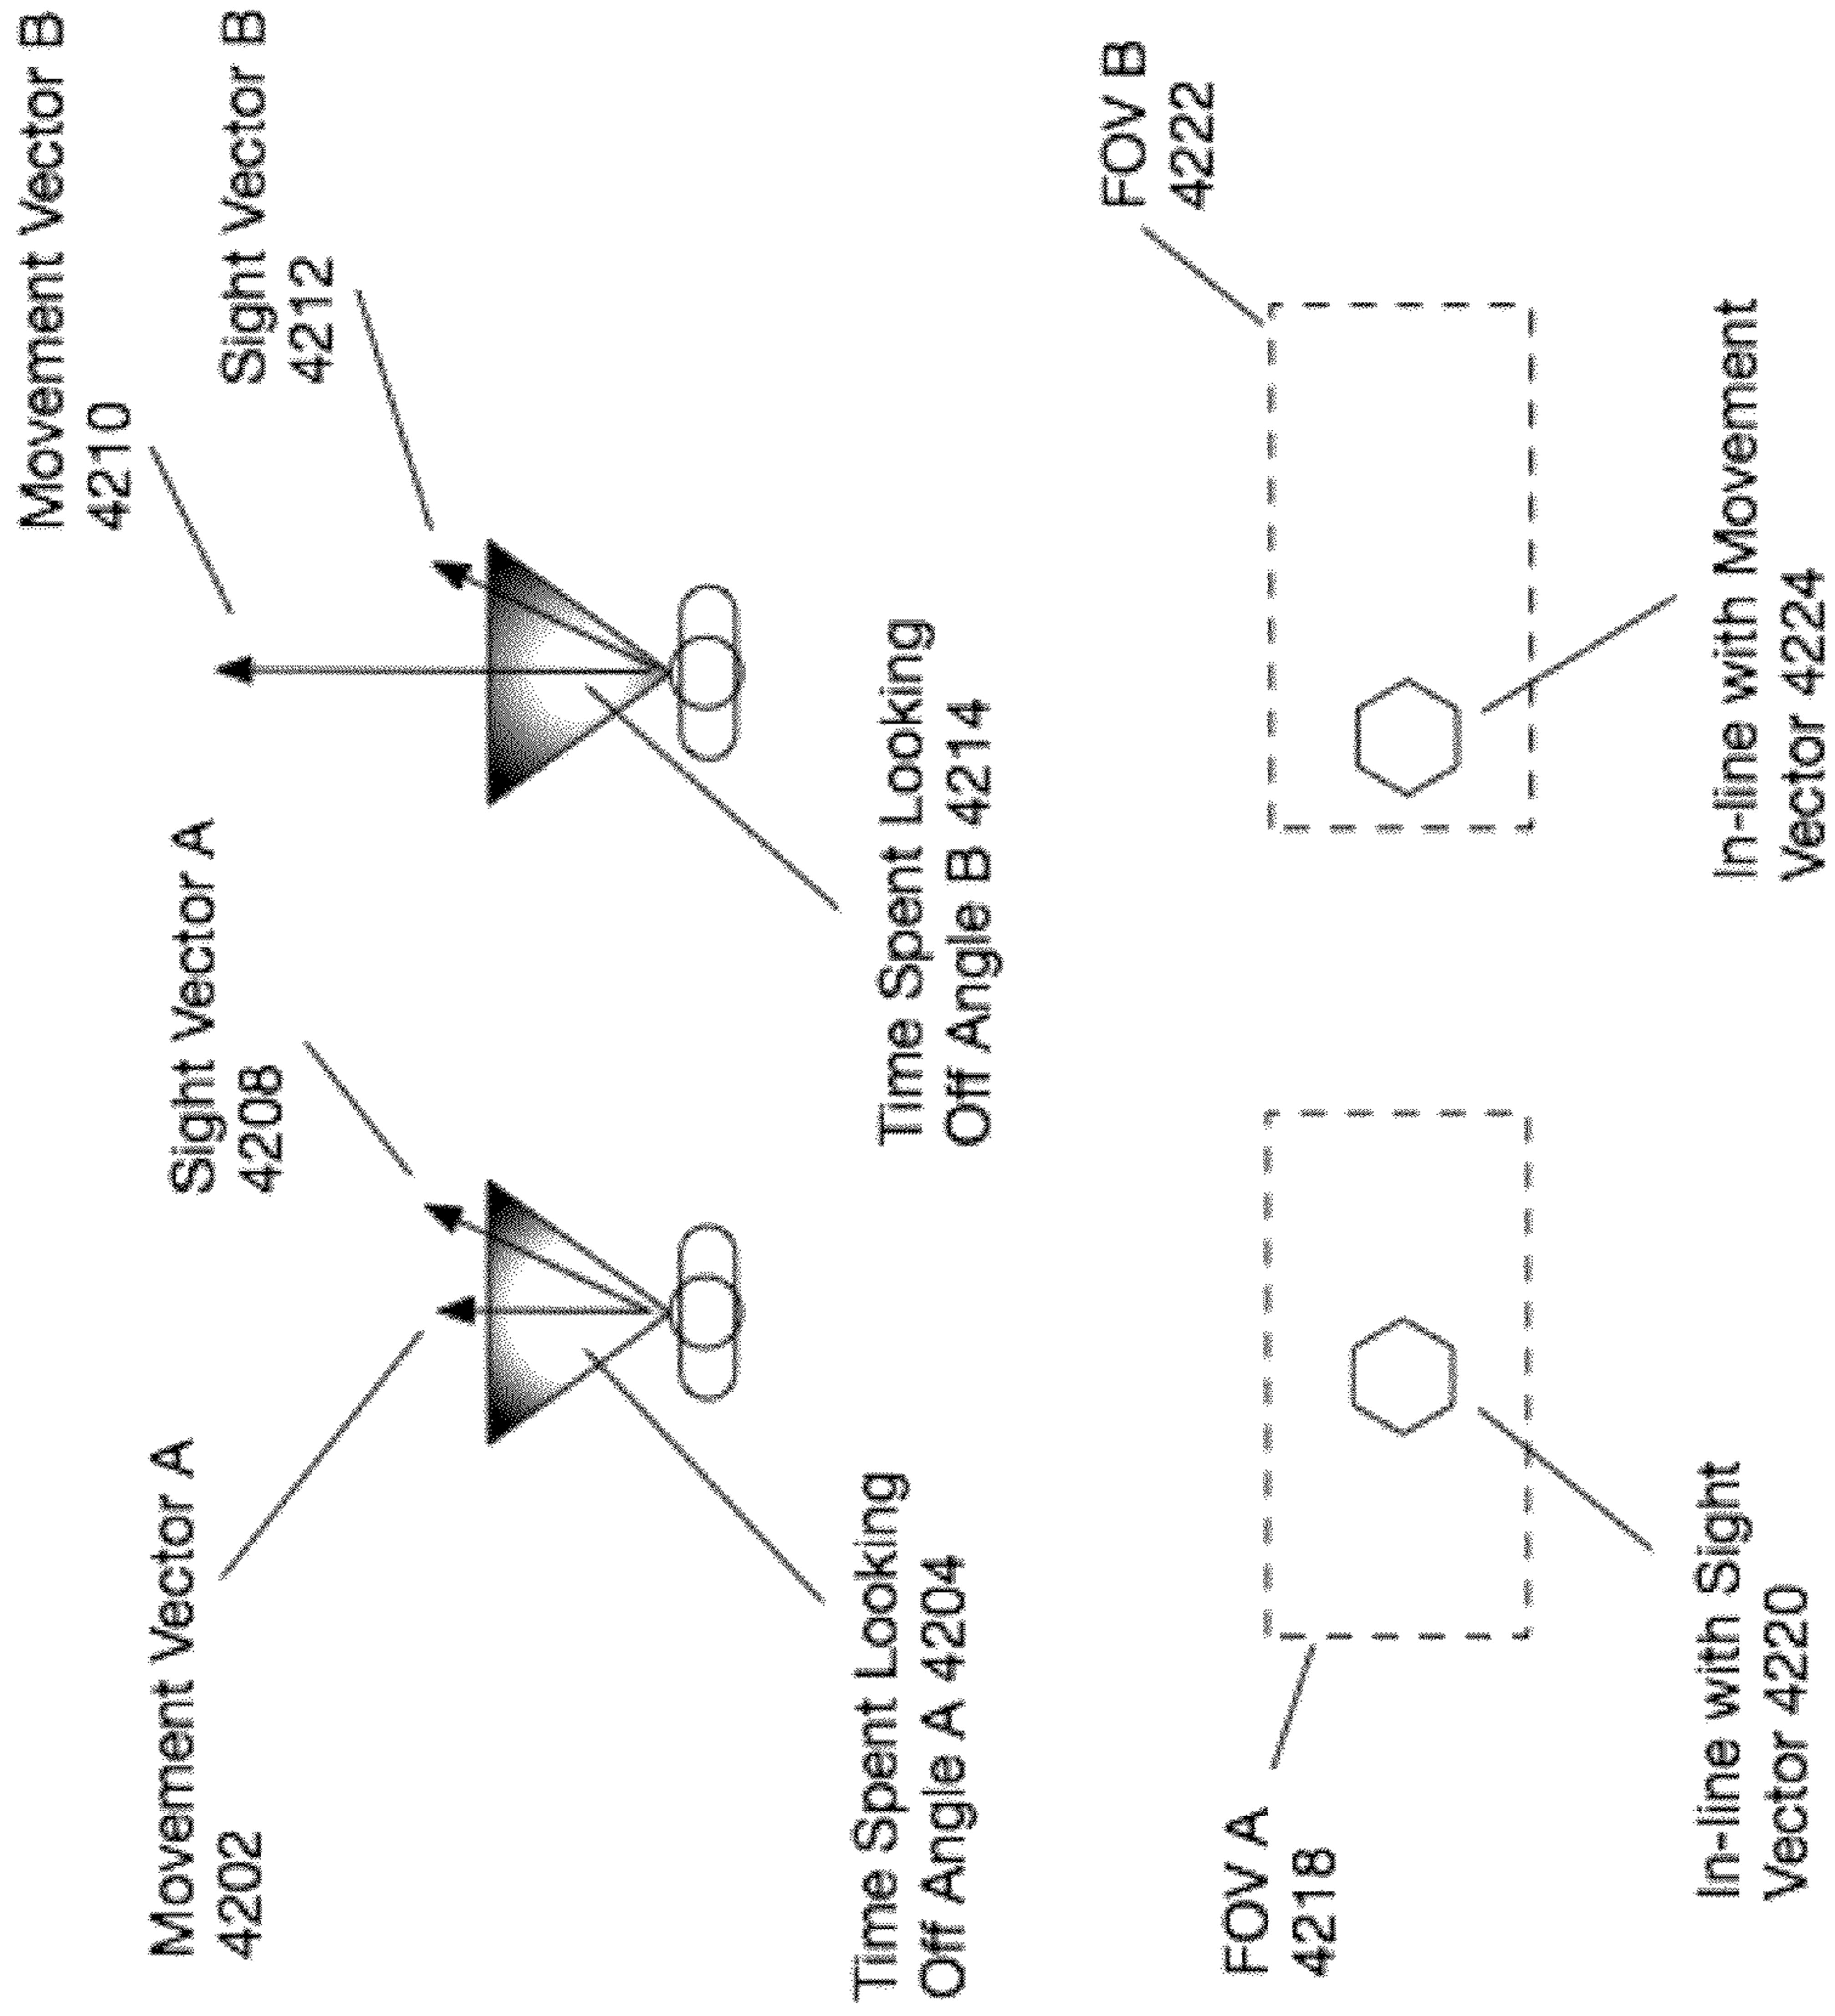 Movement Vector A
4202
Sight Vector A
4208
Movement Vector B
4210
Sight Vector B
4212
Time Spent Looking
Off Angle A 4204
Time Spent Looking
Off Angle B 4214
FOV A
4218
FOV B
4222
In-line with Sight
Vector 4220
In-line with Movement
Vector 4224